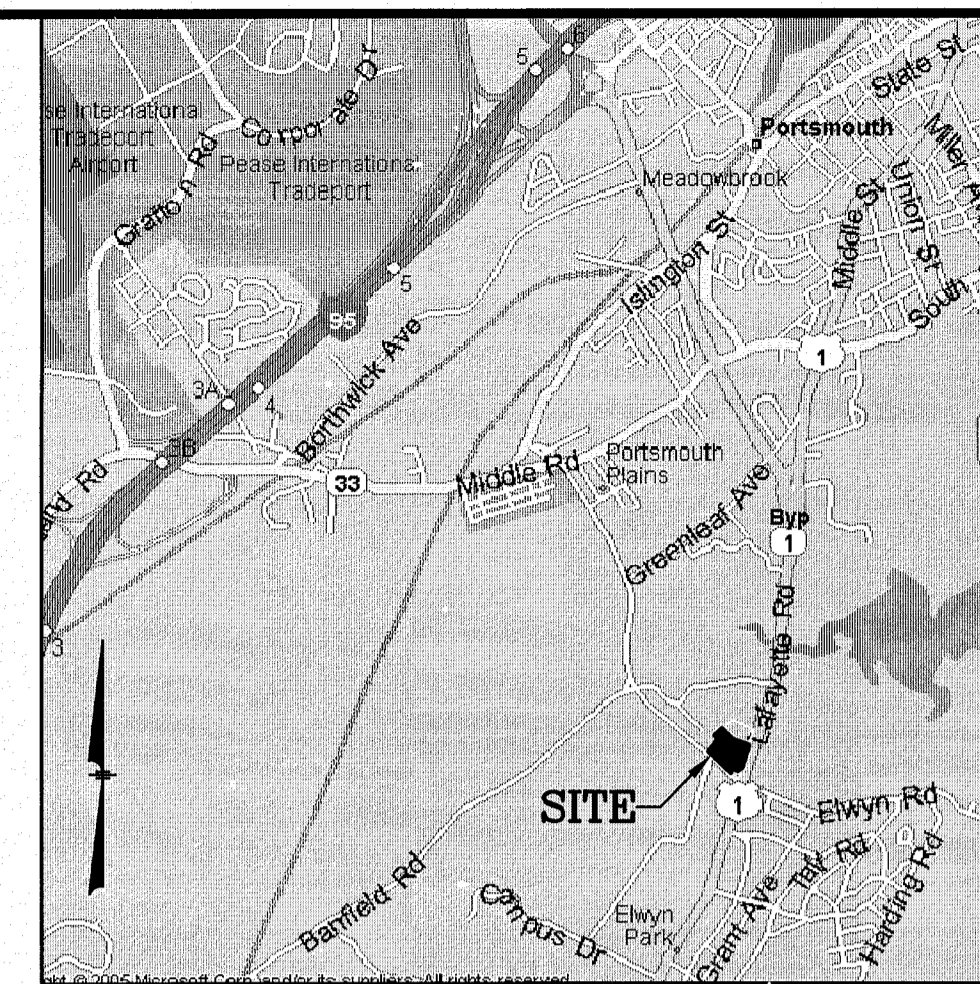 5
6
State St
se International
Tradeport
Airport
Corporate Dr
Grafton Rd
Pease International
Tradeport
Portsmouth
Miller
Meadowbrook
Union St
Middle St
Islington St
South
5
95
1
Borthwick Ave
3A
4
3B
Middle Rd
33
Portsmouth
Plains
Greenleaf Ave
Byp
1
Lafayette Rd
3
SITE
1
Elwyn Rd
Taft Rd
Harding Rd
Grant Ave
Elwyn
Park
Campus Dr
Banfield Rd
ght © 2005 Microsoft Corp. and/or its suppliers. All rights reserved